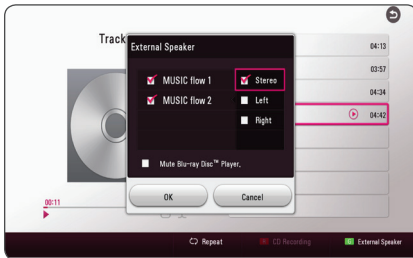 Track
External Speaker
04:13
03:57
MUSIC flow 1
Stereo
04:34
MUSIC flow 2
Left
04:42
Right
Mute Blu-ray Disc™ Player.
OK
Cancel
00:11
Repeat
CD Recording
G External Speaker